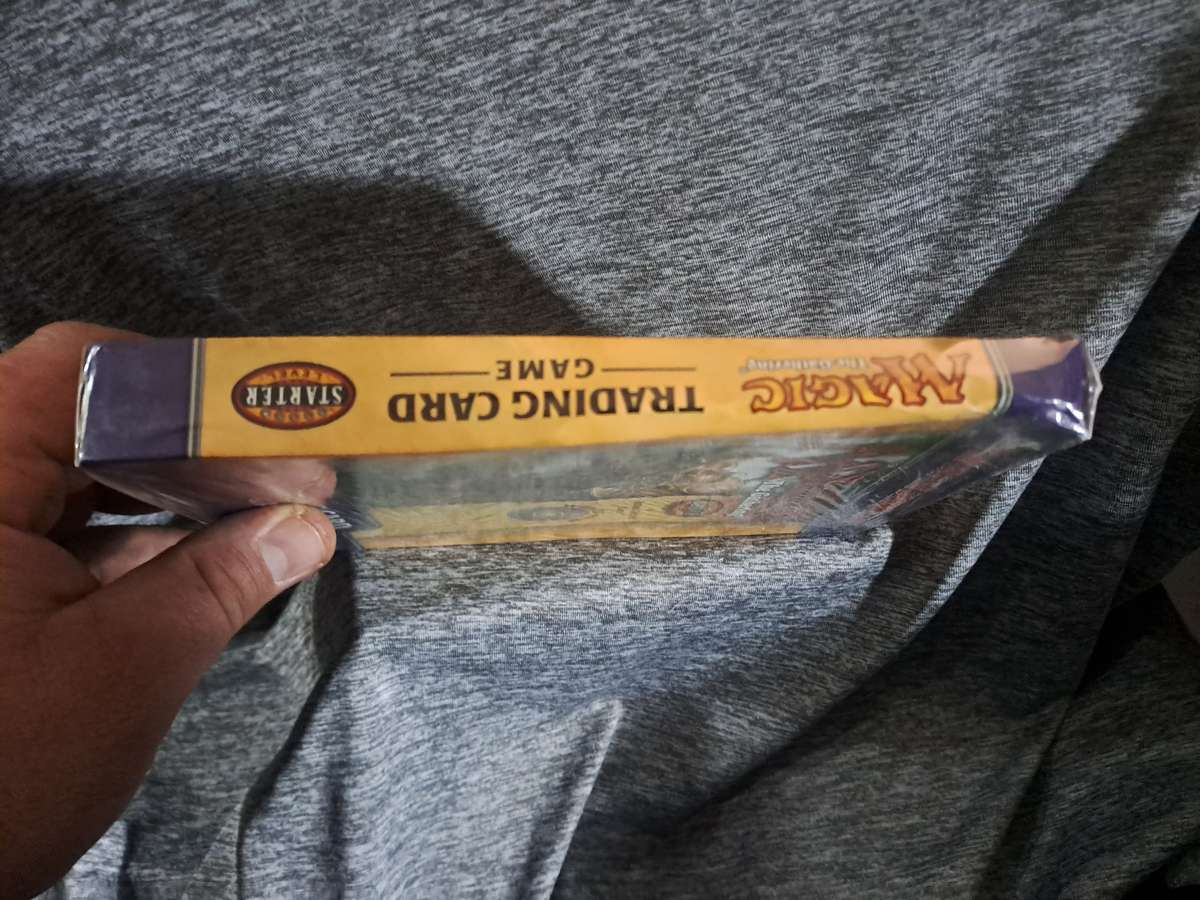 MAGIC
The Gathering®
TRADING CARD
GAME
STARTER
LEVEL